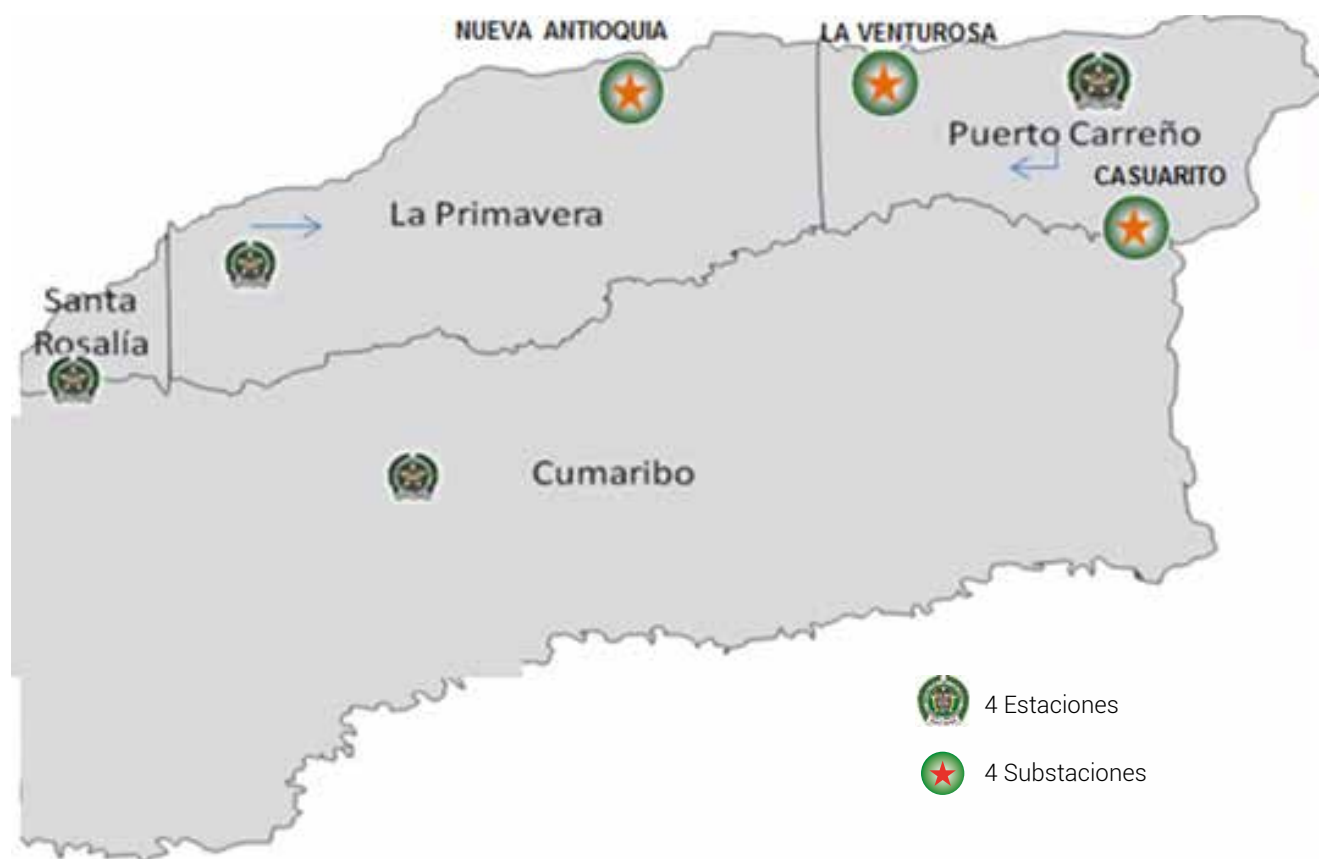 NUEVA ANTIOQUIA
LA VENTUROSA
Puerto Carreño
CASUARITO
La Primavera
Santa
Rosalía
Cumaribo
4 Estaciones
4 Substaciones